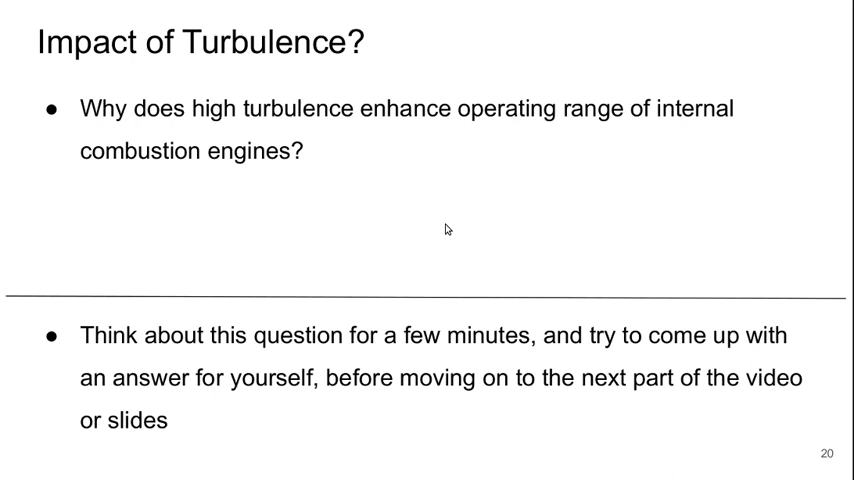 Impact of Turbulence?
● Why does high turbulence enhance operating range of internal
combustion engines?
● Think about this question for a few minutes, and try to come up with
an answer for yourself, before moving on to the next part of the video
or slides
20